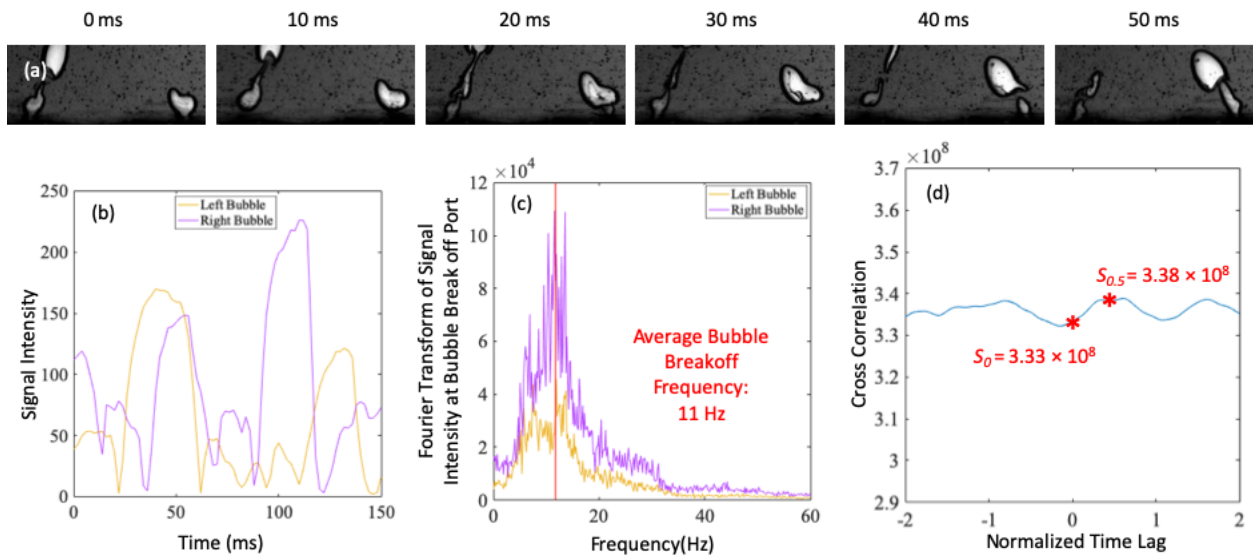 0 ms
10 ms
20 ms
30 ms
40 ms
50 ms
(a)
250
200
150
100
50
0
0
50
100
150
Signal Intensity
Time (ms)
(b)
Left Bubble
Right Bubble
× 10⁴
12
10
8
6
4
2
0
0
20
40
60
Fourier Transform of Signal
Intensity at Bubble Break off Port
Frequency(Hz)
(c)
Left Bubble
Right Bubble
Average Bubble
Breakoff
Frequency:
11 Hz
× 10⁸
3.7
3.6
3.5
3.4
3.3
3.2
3.1
3
2.9
-2
-1
0
1
2
Cross Correlation
Normalized Time Lag
(d)
S₀.₅ = 3.38 × 10⁸
S₀ = 3.33 × 10⁸